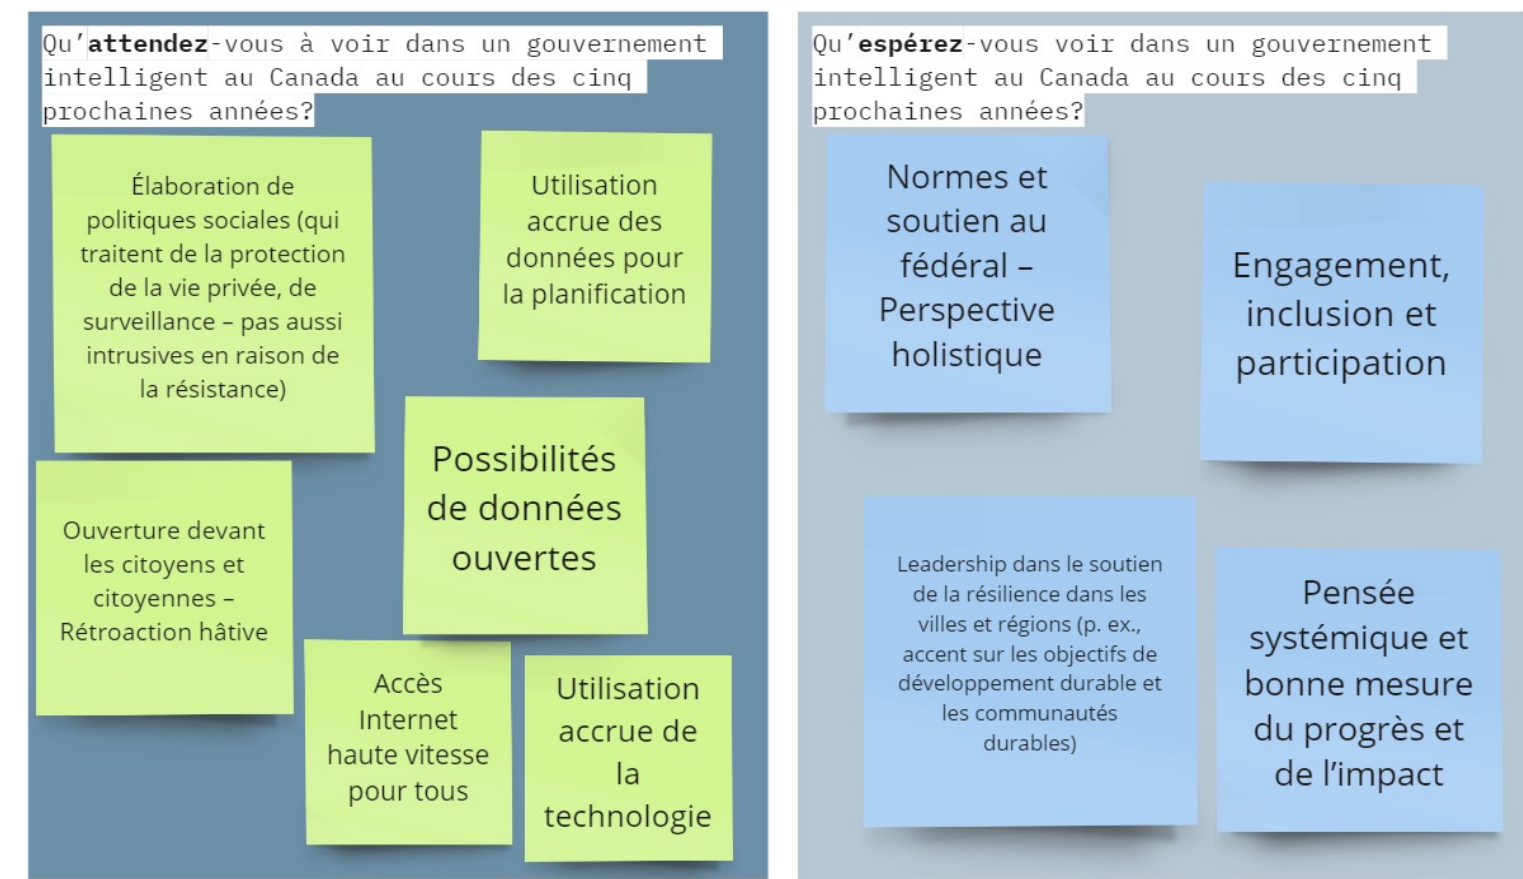 Qu’attendez-vous à voir dans un gouvernement
intelligent au Canada au cours des cinq
prochaines années?
Élaboration de
politiques sociales (qui
traitent de la protection
de la vie privée, de
surveillance – pas aussi
intrusives en raison de
la résistance)
Utilisation
accrue des
données pour
la planification
Possibilités
de données
ouvertes
Ouverture devant
les citoyens et
citoyennes –
Rétroaction hâtive
Accès
Internet
haute vitesse
pour tous
Utilisation
accrue de
la
technologie
Qu’espérez-vous voir dans un gouvernement
intelligent au Canada au cours des cinq
prochaines années?
Normes et
soutien au
fédéral –
Perspective
holistique
Engagement,
inclusion et
participation
Leadership dans le soutien
de la résilience dans les
villes et régions (p. ex.,
accent sur les objectifs de
développement durable et
les communautés
durables)
Pensée
systémique et
bonne mesure
du progrès et
de l’impact